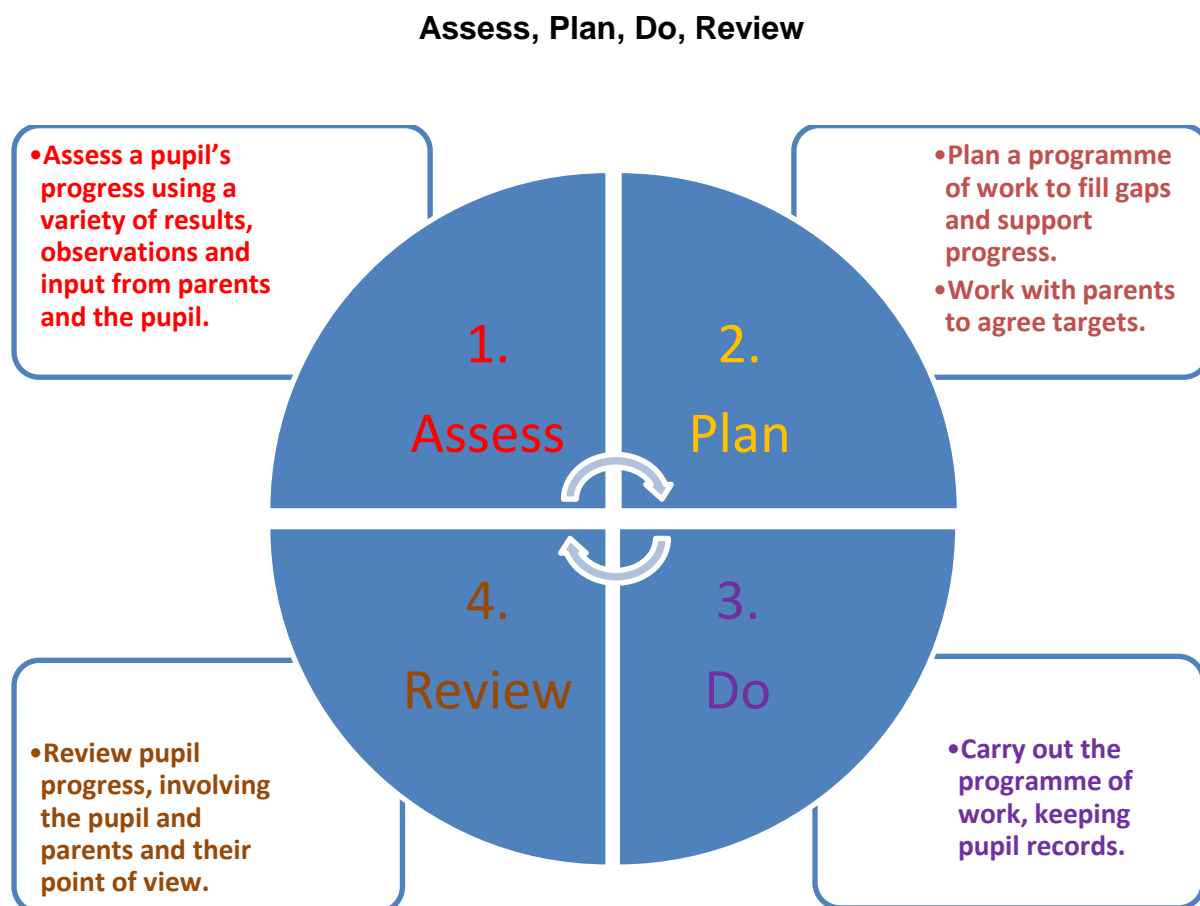 Assess, Plan, Do, Review
•Assess a pupil’s
progress using a
variety of results,
observations and
input from parents
and the pupil.
•Plan a programme
of work to fill gaps
and support
progress.
•Work with parents
to agree targets.
1.
Assess
2.
Plan
4.
Review
3.
Do
•Review pupil
progress, involving
the pupil and
parents and their
point of view.
•Carry out the
programme of
work, keeping
pupil records.